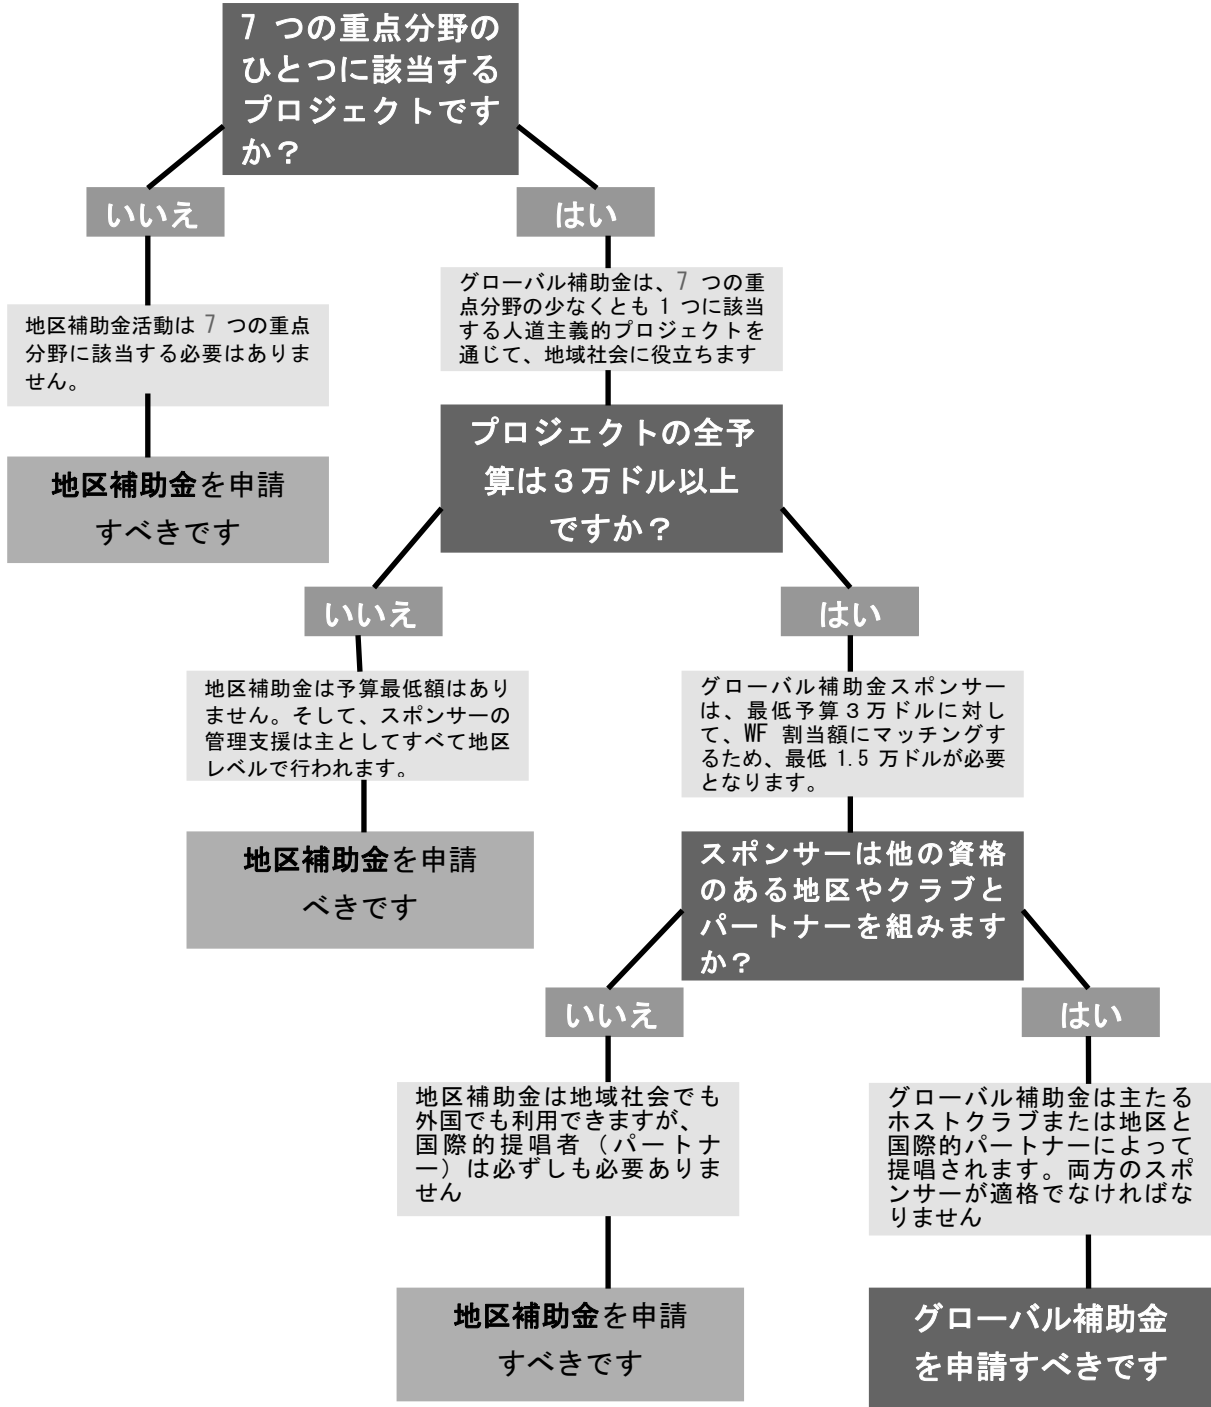 7 つの重点分野の
ひとつに該当する
プロジェクトです
か？
いいえ
はい
地区補助金活動は 7 つの重点
分野に該当する必要はありま
せん。
グローバル補助金は、7 つの重
点分野の少なくとも 1 つに該当
する人道主義的プロジェクトを
通じて、地域社会に役立ちます
地区補助金を申請
すべきです
プロジェクトの全予
算は３万ドル以上
ですか？
いいえ
はい
地区補助金は予算最低額はあり
ません。そして、スポンサーの
管理支援は主としてすべて地区
レベルで行われます。
グローバル補助金スポンサー
は、最低予算３万ドルに対し
て、WF 割当額にマッチングす
るため、最低 1.5 万ドルが必要
となります。
地区補助金を申請
べきです
スポンサーは他の資格
のある地区やクラブと
パートナーを組みます
か？
いいえ
はい
地区補助金は地域社会でも
外国でも利用できますが、
国際的提唱者（パートナ
ー）は必ずしも必要ありま
せん
グローバル補助金は主たる
ホストクラブまたは地区と
国際的パートナーによって
提唱されます。両方のスポ
ンサーが適格でなければな
りません
地区補助金を申請
すべきです
グローバル補助金
を申請すべきです